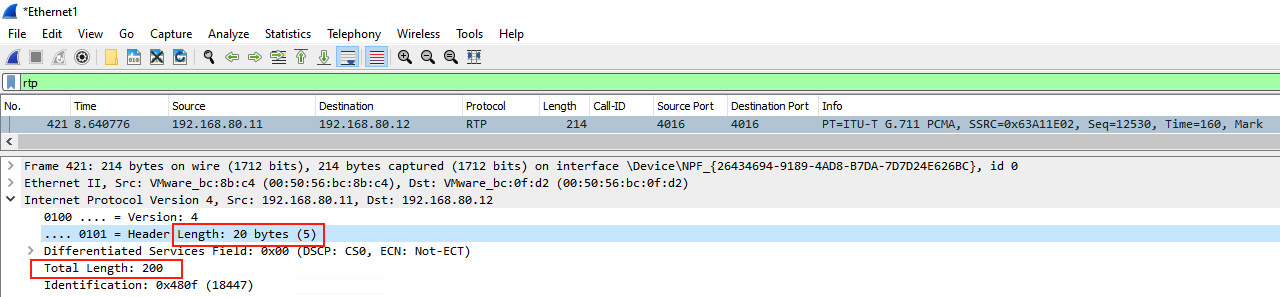 *Ethernet1
File Edit View Go Capture Analyze Statistics Telephony Wireless Tools Help
rtp
No. Time Source Destination Protocol Length Call-ID Source Port Destination Port Info
421 8.640776 192.168.80.11 192.168.80.12 RTP 214 4016 4016 PT=ITU-T G.711 PCMA, SSRC=0x63A11E02, Seq=12530, Time=160, Mark
Frame 421: 214 bytes on wire (1712 bits), 214 bytes captured (1712 bits) on interface \Device\NPF_{26434694-9189-4AD8-B7DA-7D7D24E626BC}, id 0
Ethernet II, Src: VMware_bc:8b:c4 (00:50:56:bc:8b:c4), Dst: VMware_bc:0f:d2 (00:50:56:bc:0f:d2)
Internet Protocol Version 4, Src: 192.168.80.11, Dst: 192.168.80.12
0100 .... = Version: 4
.... 0101 = Header Length: 20 bytes (5)
Differentiated Services Field: 0x00 (DSCP: CS0, ECN: Not-ECT)
Total Length: 200
Identification: 0x480f (18447)